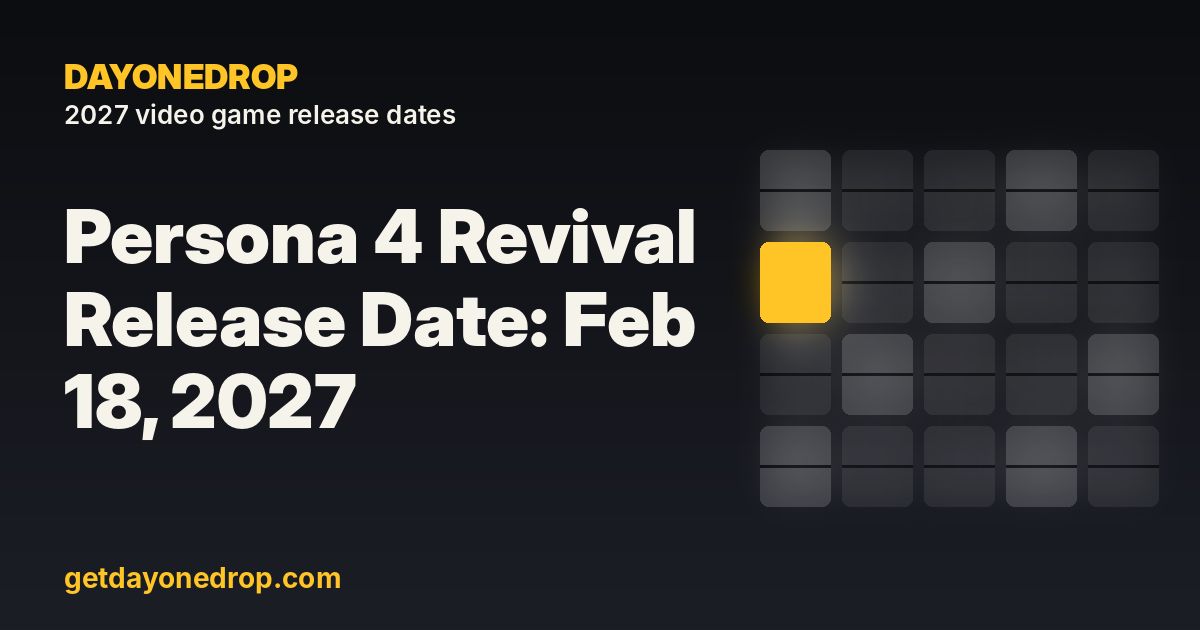 DAYONEDROP
2027 video game release dates
Persona 4 Revival
Release Date: Feb
18, 2027
getdayonedrop.com